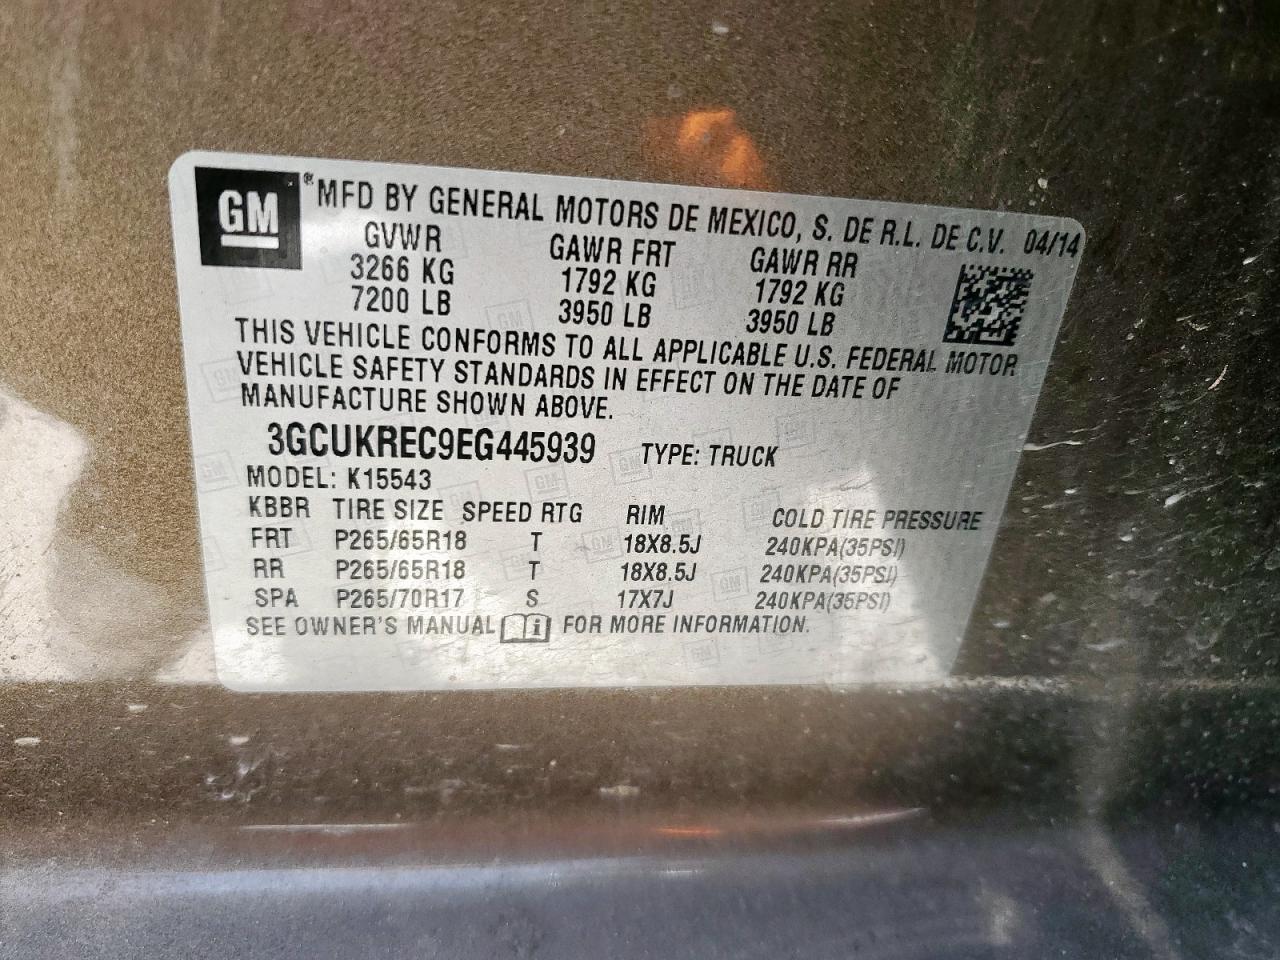 GM ® MFD BY GENERAL MOTORS DE MEXICO, S. DE R.L. DE C.V. 04/14
GVWR GAWR FRT GAWR RR
3266 KG 1792 KG 1792 KG
7200 LB 3950 LB 3950 LB
THIS VEHICLE CONFORMS TO ALL APPLICABLE U.S. FEDERAL MOTOR
VEHICLE SAFETY STANDARDS IN EFFECT ON THE DATE OF
MANUFACTURE SHOWN ABOVE.
3GCUKREC9EG445939 TYPE: TRUCK
MODEL: K15543
KBBR TIRE SIZE SPEED RTG RIM COLD TIRE PRESSURE
FRT P265/65R18 T 18X8.5J 240KPA(35PSI)
RR P265/65R18 T 18X8.5J 240KPA(35PSI)
SPA P265/70R17 S 17X7J 240KPA(35PSI)
SEE OWNER'S MANUAL i FOR MORE INFORMATION.